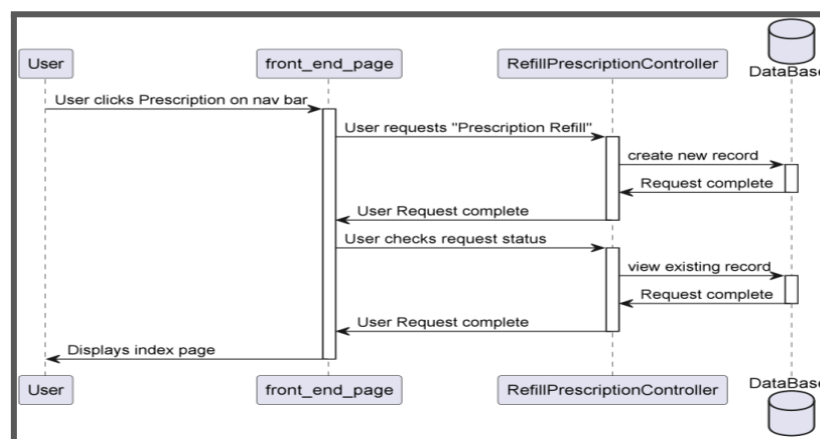 User
front_end_page
RefillPrescriptionController
DataBase
User clicks Prescription on nav bar
User requests "Prescription Refill"
create new record
Request complete
User Request complete
User checks request status
view existing record
Request complete
User Request complete
Displays index page
User
front_end_page
RefillPrescriptionController
DataBase